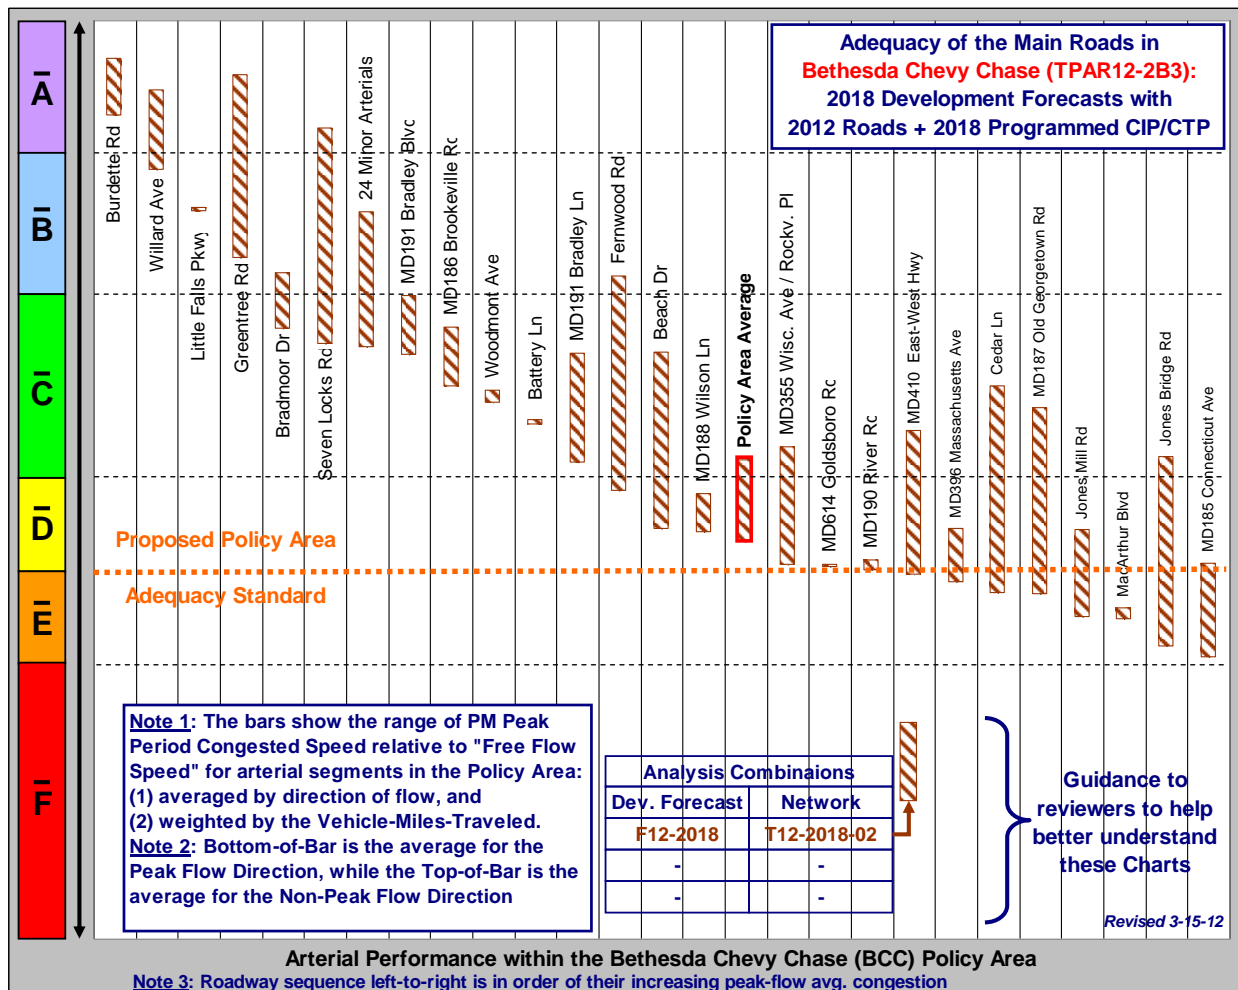 Adequacy of the Main Roads in
Bethesda Chevy Chase (TPAR12-2B3):
2018 Development Forecasts with
2012 Roads + 2018 Programmed CIP/CTP
A
B
C
D
E
F
Burdette Rd
Willard Ave
Little Falls Pkwy
Greentree Rd
Bradmoor Dr
Seven Locks Rd
24 Minor Arterials
MD191 Bradley Blvd
MD186 Brookeville Rd
Woodmont Ave
Battery Ln
MD191 Bradley Ln
Fernwood Rd
Beach Dr
MD188 Wilson Ln
Policy Area Average
MD355 Wisc. Ave / Rockv. Pl
MD614 Goldsboro Rd
MD190 River Rd
MD410 East-West Hwy
MD396 Massachusetts Ave
Cedar Ln
MD187 Old Georgetown Rd
Jones Mill Rd
MacArthur Blvd
Jones Bridge Rd
MD185 Connecticut Ave
Proposed Policy Area
Adequacy Standard
Note 1: The bars show the range of PM Peak
Period Congested Speed relative to "Free Flow
Speed" for arterial segments in the Policy Area:
(1) averaged by direction of flow, and
(2) weighted by the Vehicle-Miles-Traveled.
Note 2: Bottom-of-Bar is the average for the
Peak Flow Direction, while the Top-of-Bar is the
average for the Non-Peak Flow Direction
Analysis Combinaions
Dev. Forecast Network
F12-2018 T12-2018-02
- -
- -
Guidance to
reviewers to help
better understand
these Charts
Revised 3-15-12
Arterial Performance within the Bethesda Chevy Chase (BCC) Policy Area
Note 3: Roadway sequence left-to-right is in order of their increasing peak-flow avg. congestion